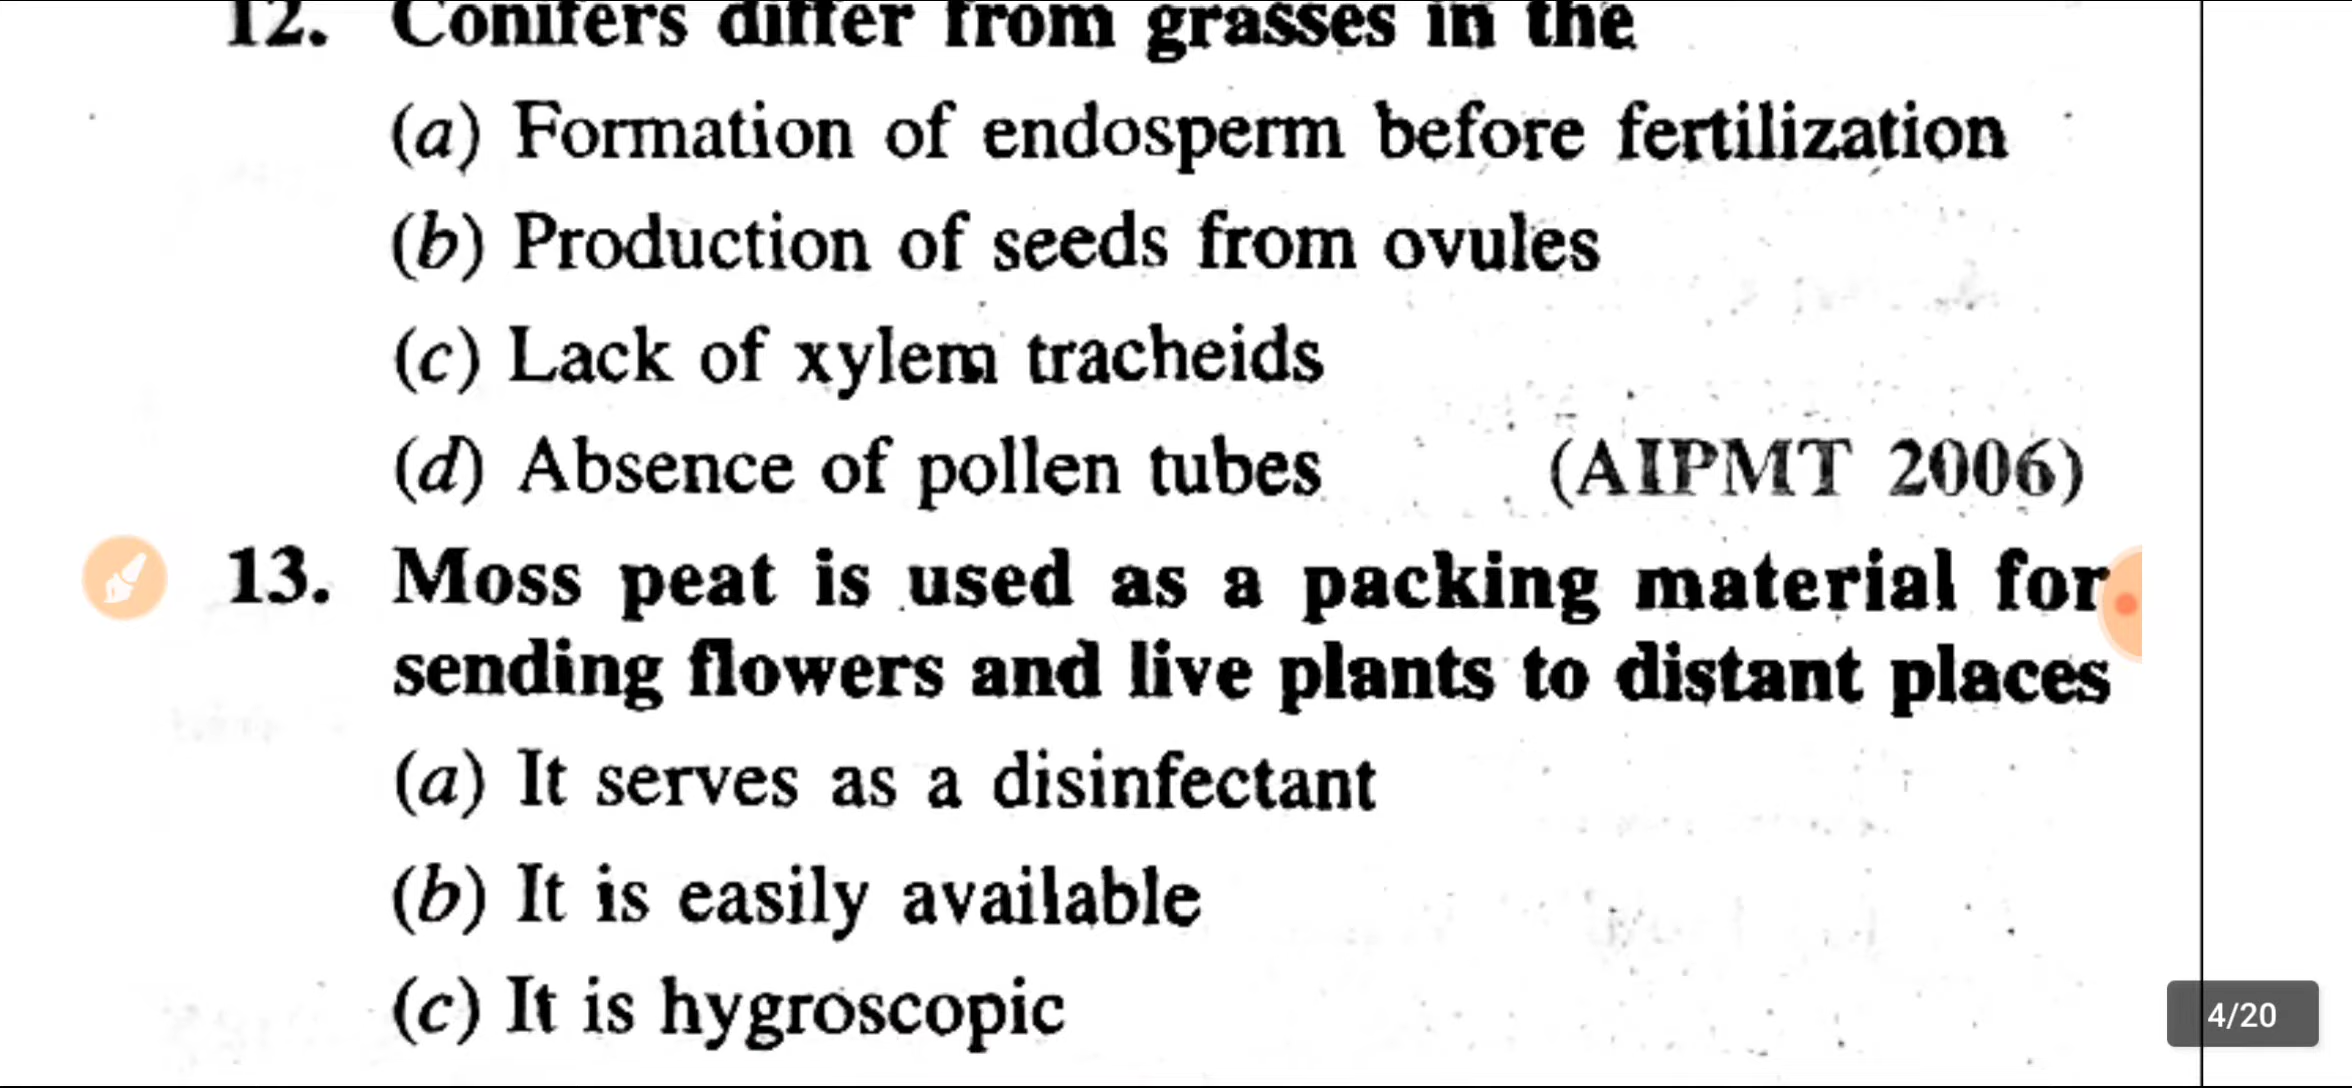 12. Conifers differ from grasses in the
(a) Formation of endosperm before fertilization
(b) Production of seeds from ovules
(c) Lack of xylem tracheids
(d) Absence of pollen tubes (AIPMT 2006)
13. Moss peat is used as a packing material for
sending flowers and live plants to distant places
(a) It serves as a disinfectant
(b) It is easily available
(c) It is hygroscopic
4/20